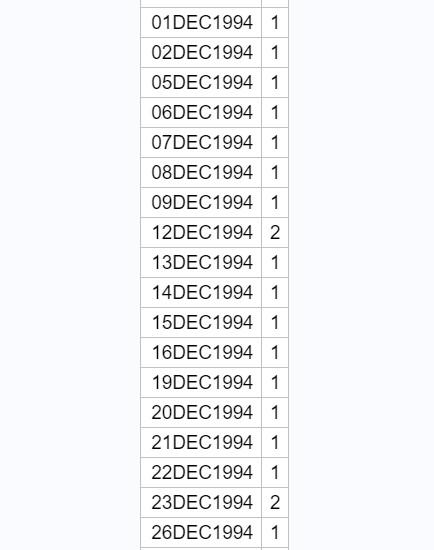 01DEC1994 1
02DEC1994 1
05DEC1994 1
06DEC1994 1
07DEC1994 1
08DEC1994 1
09DEC1994 1
12DEC1994 2
13DEC1994 1
14DEC1994 1
15DEC1994 1
16DEC1994 1
19DEC1994 1
20DEC1994 1
21DEC1994 1
22DEC1994 1
23DEC1994 2
26DEC1994 1